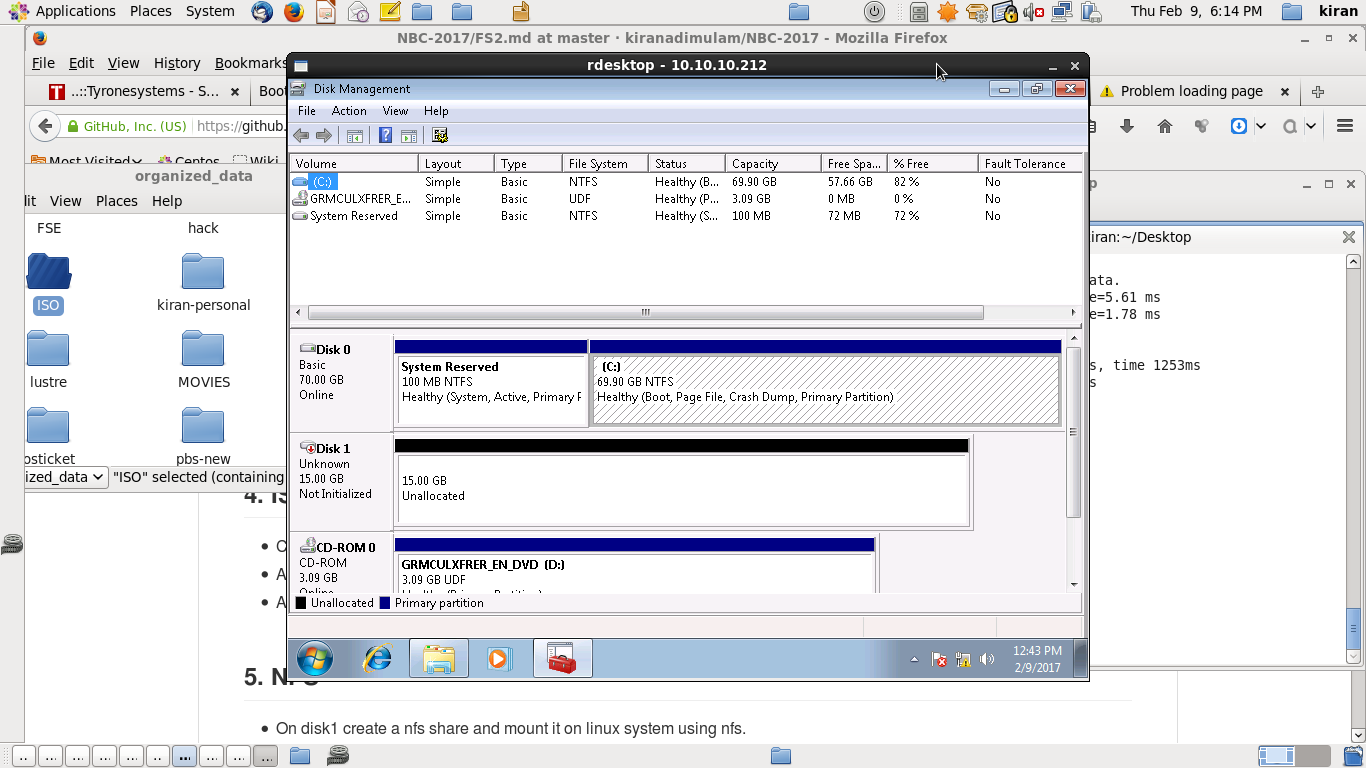 Applications Places System
Thu Feb 9, 6:14 PM
kiran
NBC-2017/FS2.md at master · kiranadimulam/NBC-2017 - Mozilla Firefox
File Edit View History Bookmarks
..::Tyronesystems - S...
Boo
Problem loading page
GitHub, Inc. (US)
https://github.
Most Visited
Centos
Wiki
organized_data
lit View Places Help
FSE
hack
ISO
kiran-personal
lustre
MOVIES
osticket
pbs-new
ized_data
"ISO" selected (containing
rdesktop - 10.10.10.212
Disk Management
File Action View Help
Volume Layout Type File System Status Capacity Free Spa... % Free Fault Tolerance
(C:) Simple Basic NTFS Healthy (B... 69.90 GB 57.66 GB 82 % No
GRMCULXFRER_E... Simple Basic UDF Healthy (P... 3.09 GB 0 MB 0 % No
System Reserved Simple Basic NTFS Healthy (S... 100 MB 72 MB 72 % No
Disk 0
Basic
70.00 GB
Online
System Reserved
100 MB NTFS
Healthy (System, Active, Primary P
(C:)
69.90 GB NTFS
Healthy (Boot, Page File, Crash Dump, Primary Partition)
Disk 1
Unknown
15.00 GB
Not Initialized
15.00 GB
Unallocated
CD-ROM 0
CD-ROM
3.09 GB
Online
GRMCULXFRER_EN_DVD (D:)
3.09 GB UDF
Healthy (Primary Partition)
Unallocated
Primary partition
12:43 PM
2/9/2017
iran:~/Desktop
ata.
e=5.61 ms
e=1.78 ms
s, time 1253ms
s
4. IS
C
A
A
5. NFS
On disk1 create a nfs share and mount it on linux system using nfs.